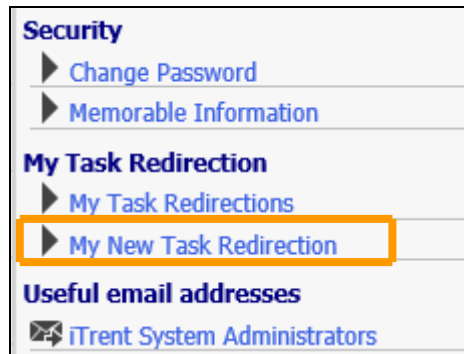 Security
Change Password
Memorable Information
My Task Redirection
My Task Redirections
My New Task Redirection
Useful email addresses
iTrent System Administrators